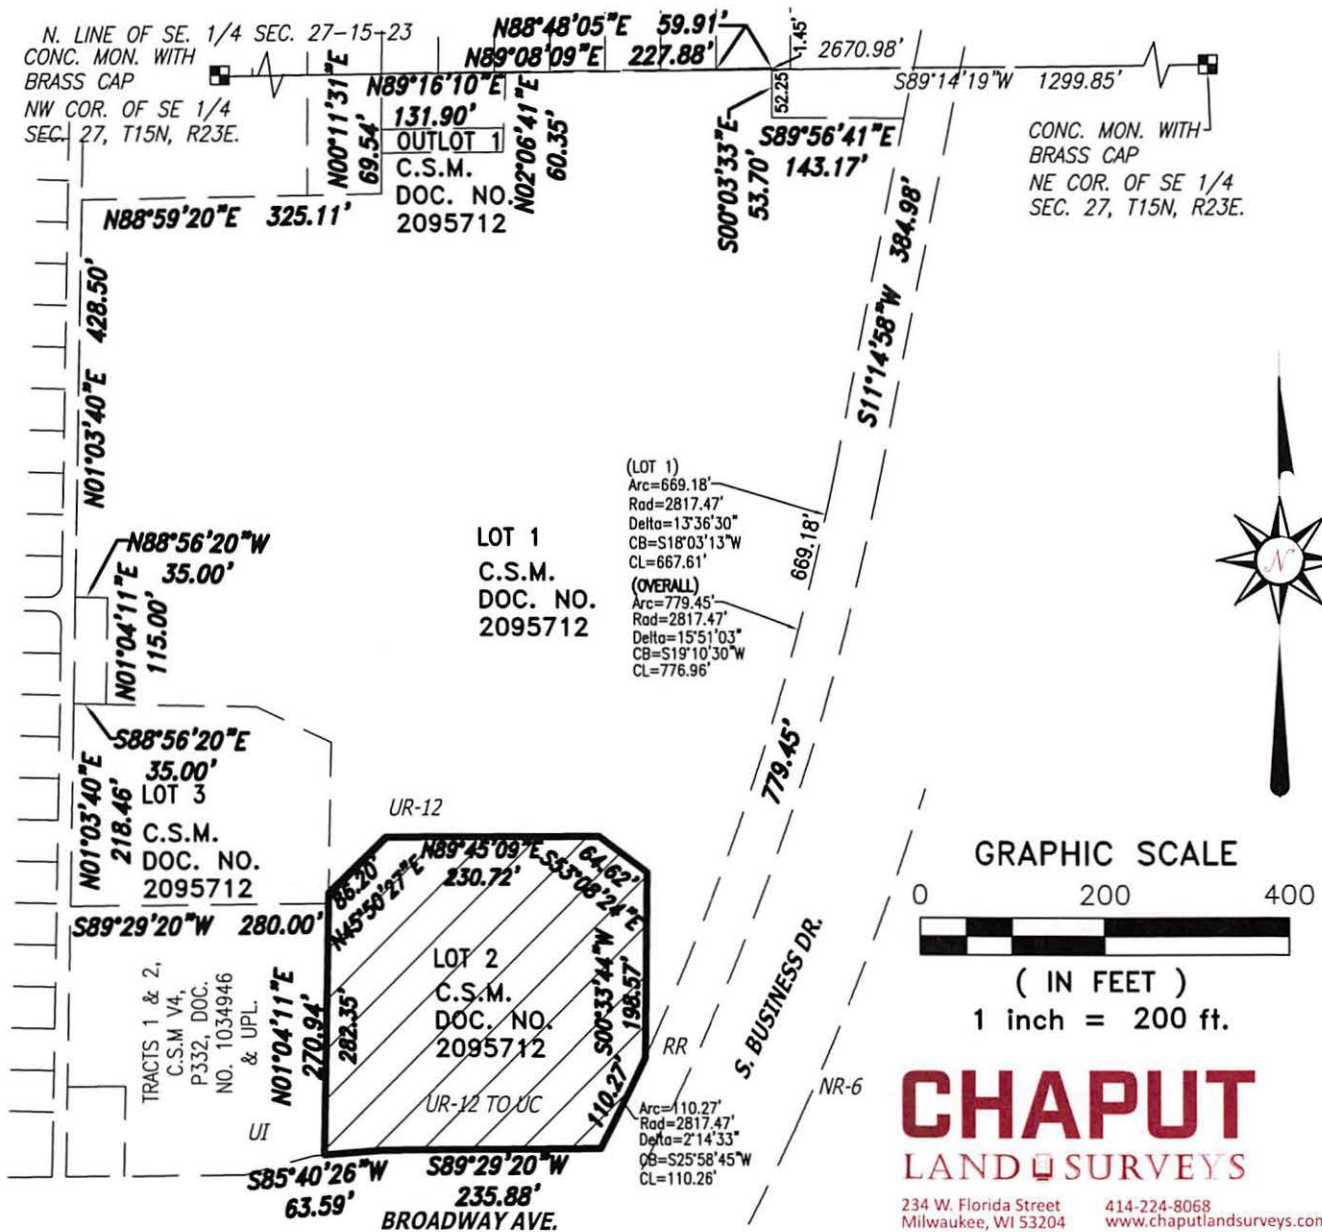 N. LINE OF SE. 1/4 SEC. 27-15-23
CONC. MON. WITH
BRASS CAP
NW COR. OF SE 1/4
SEC. 27, T15N, R23E.
N88°48'05"E 59.91'
N89°08'09"E 227.88'
1.45'
2670.98'
S89°14'19"W 1299.85'
CONC. MON. WITH
BRASS CAP
NE COR. OF SE 1/4
SEC. 27, T15N, R23E.
N00°11'31"E
69.54'
N89°16'10"E
131.90'
OUTLOT 1
C.S.M.
DOC. NO.
2095712
N02°06'41"E
60.35'
52.25
S00°03'33"E
53.70'
S89°56'41"E
143.17'
N88°59'20"E 325.11'
N01°03'40"E 428.50'
S11°14'58"W 384.98'
N88°56'20"W
35.00'
N01°04'11"E
115.00'
LOT 1
C.S.M.
DOC. NO.
2095712
(LOT 1)
Arc=669.18'
Rad=2817.47'
Delta=13°36'30"
CB=S18°03'13"W
CL=667.61'
(OVERALL)
Arc=779.45'
Rad=2817.47'
Delta=15°51'03"
CB=S19°10'30"W
CL=776.96'
669.18'
779.45'
N
S88°56'20"E
35.00'
N01°03'40"E
218.46'
LOT 3
C.S.M.
DOC. NO.
2095712
S89°29'20"W 280.00'
UR-12
86.20'
N45°50'27"E
N89°45'09"E
230.72'
64.62'
S53°08'24"E
LOT 2
C.S.M.
DOC. NO.
2095712
S00°33'44"W
198.57'
N01°04'11"E
270.94'
282.35'
TRACTS 1 & 2,
C.S.M V4,
P332, DOC.
NO. 1034946
& UPL.
UR-12 TO UC
110.27'
RR
S. BUSINESS DR.
NR-6
UI
Arc=110.27'
Rad=2817.47'
Delta=2°14'33"
CB=S25°58'45"W
CL=110.26'
S85°40'26"W
63.59'
S89°29'20"W
235.88'
BROADWAY AVE.
GRAPHIC SCALE
0 200 400
( IN FEET )
1 inch = 200 ft.
CHAPUT
LAND SURVEYS
234 W. Florida Street 414-224-8068
Milwaukee, WI 53204 www.chaputlandsurveys.com